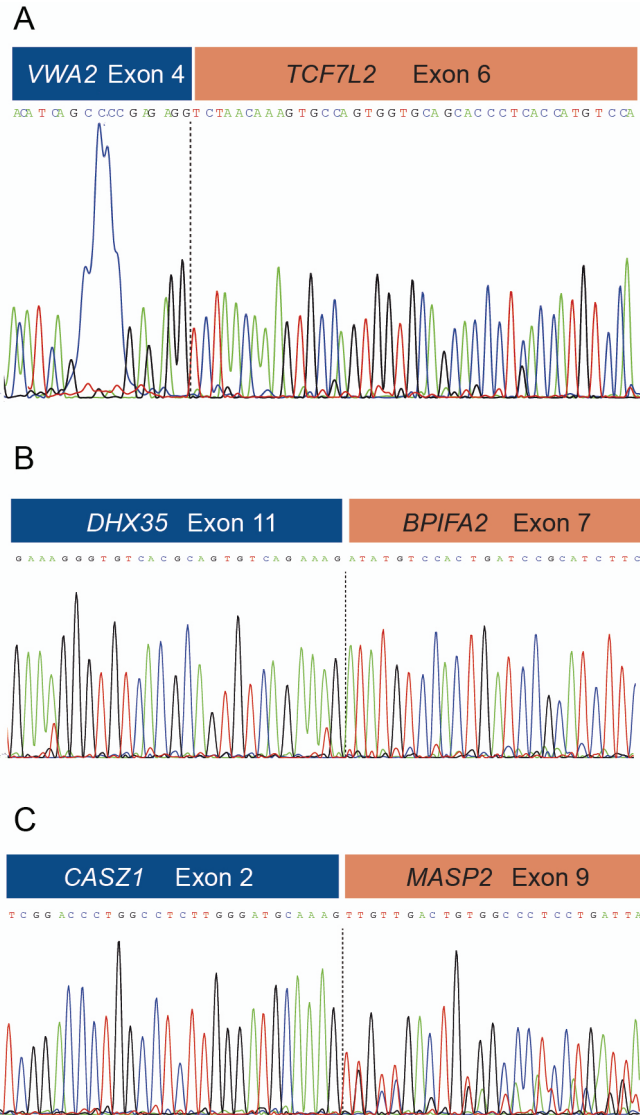 A
VWA2 Exon 4 TCF7L2 Exon 6
ACATCAGCCCCGAGAGGTCTAACAAAGTGCCAGTGGTGCAGCACCCTCACCATGTCCA
B
DHX35 Exon 11 BPIFA2 Exon 7
GAAAGGGTGTCACGCAGTGTCAGAAAGATATGTCCACTGATCCGCATCTTC
C
CASZ1 Exon 2 MASP2 Exon 9
TCGGACCCTGGCCTCTTGGGATGCAAAGTTGTTGACTGTGGCCCTCCTGATTA